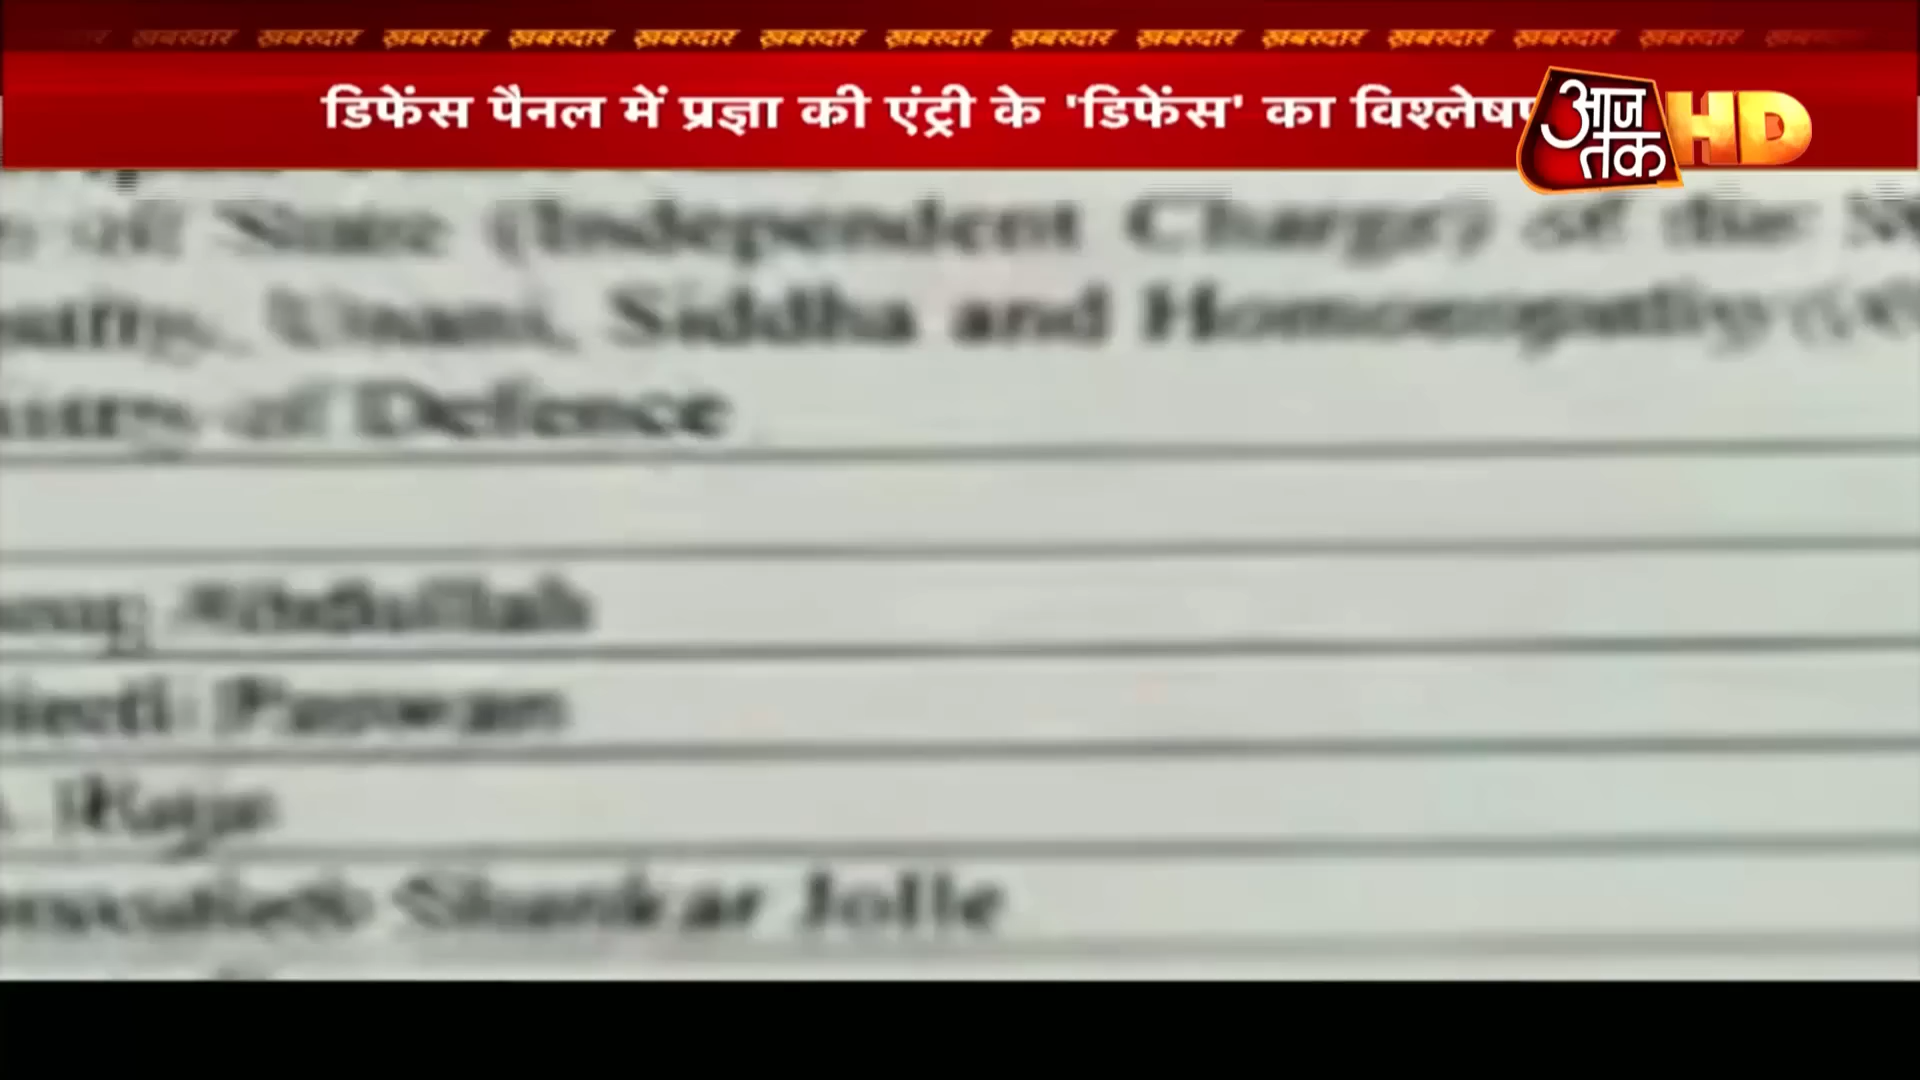 ख़बरदार ख़बरदार ख़बरदार ख़बरदार ख़बरदार ख़बरदार ख़बरदार ख़बरदार ख़बरदार ख़बरदार ख़बरदार ख़बरदार ख़बरदार
डिफेंस पैनल में प्रज्ञा की एंट्री के 'डिफेंस' का विश्लेषण
आज तक HD
of State (Independent Charge) of the
Unani, Siddha and Homoeopathy
of Defence
Abdullah
Paswan
Raja
Shankar Jolle